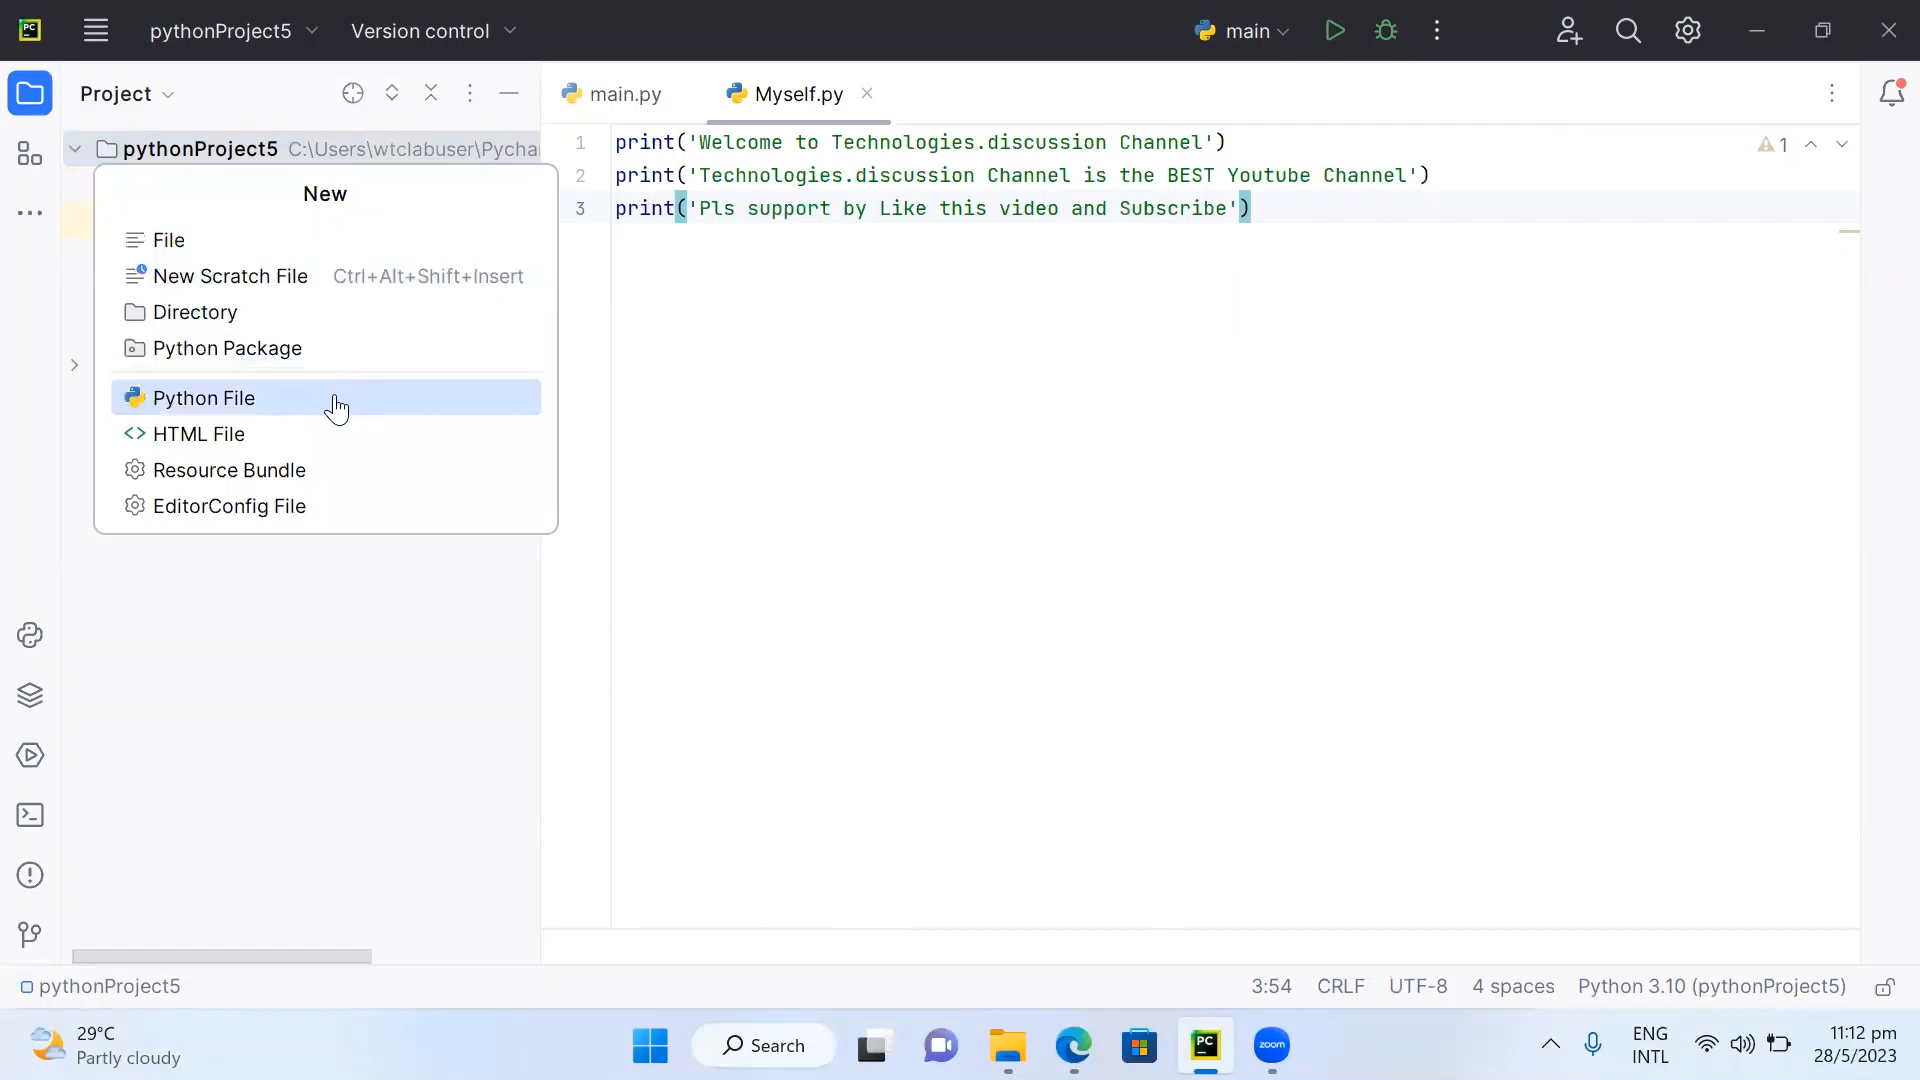 PC pythonProject5 Version control main
Project
main.py Myself.py
pythonProject5 C:\Users\wtclabuser\Pycha
New
File
New Scratch File Ctrl+Alt+Shift+Insert
Directory
Python Package
Python File
HTML File
Resource Bundle
EditorConfig File
1 print('Welcome to Technologies.discussion Channel')
2 print('Technologies.discussion Channel is the BEST Youtube Channel')
3 print('Pls support by Like this video and Subscribe')
1
pythonProject5 3:54 CRLF UTF-8 4 spaces Python 3.10 (pythonProject5)
29°C
Partly cloudy
Search
PC
zoom
ENG
INTL
11:12 pm
28/5/2023